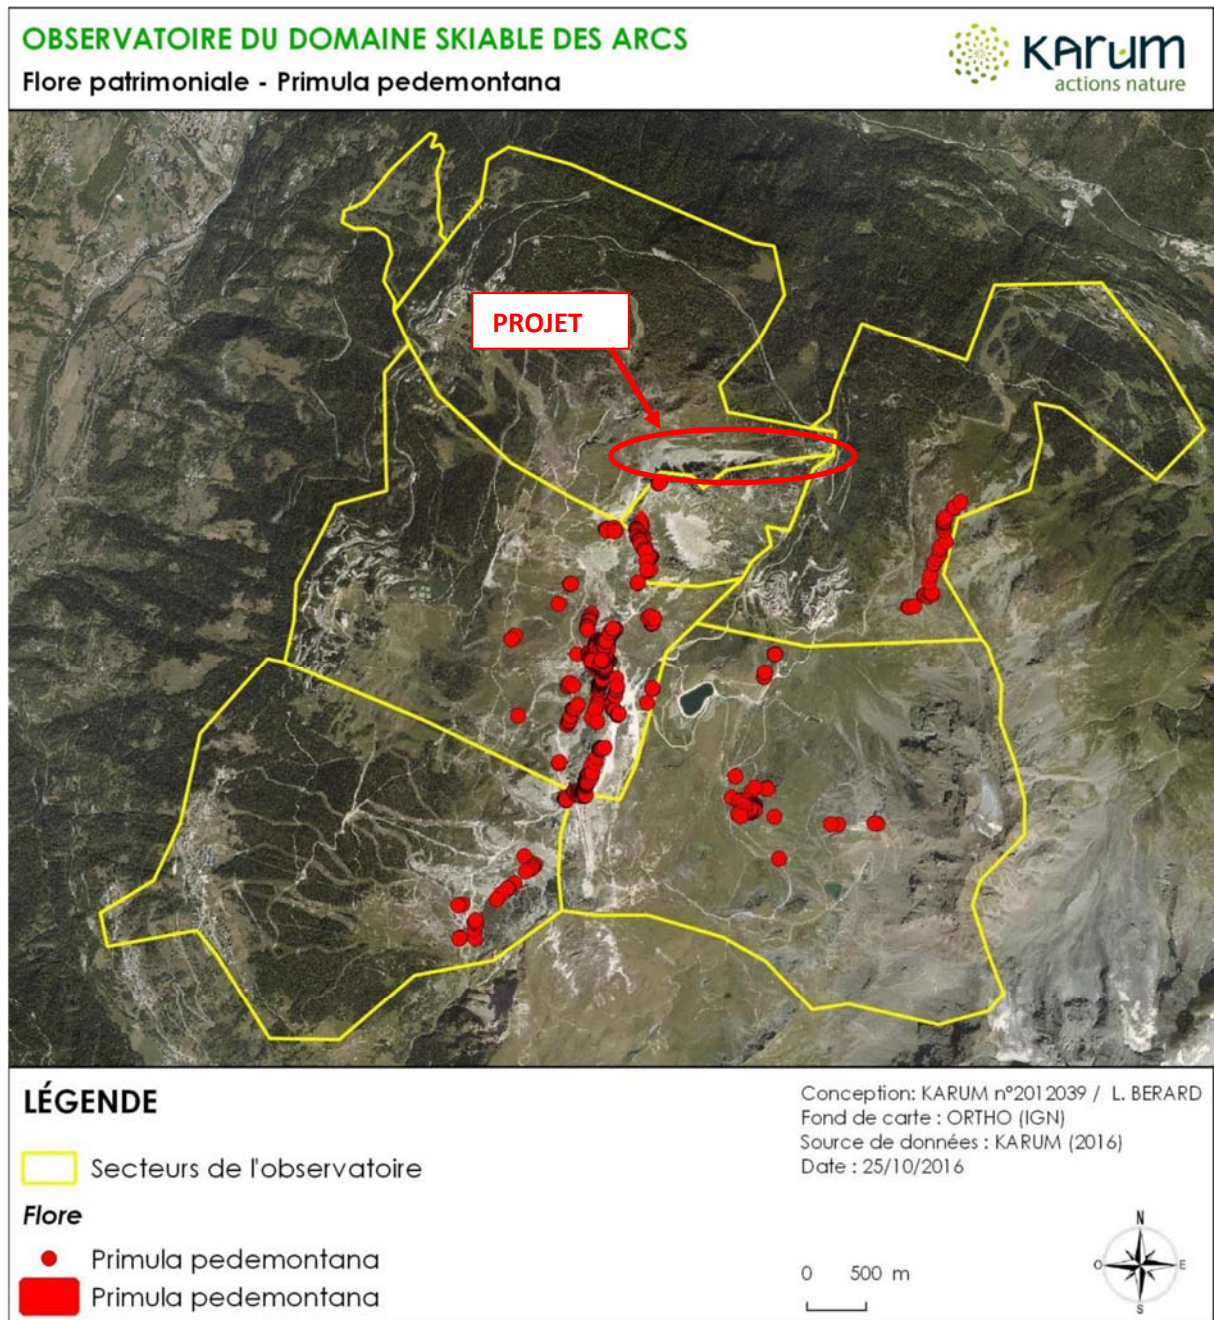 OBSERVATOIRE DU DOMAINE SKIABLE DES ARCS
Flore patrimoniale - Primula pedemontana
KARUM
actions nature
PROJET
LÉGENDE
Secteurs de l'observatoire
Flore
Primula pedemontana
Primula pedemontana
Conception: KARUM n°2012039 / L. BERARD
Fond de carte : ORTHO (IGN)
Source de données : KARUM (2016)
Date : 25/10/2016
0 500 m
N
O E
S